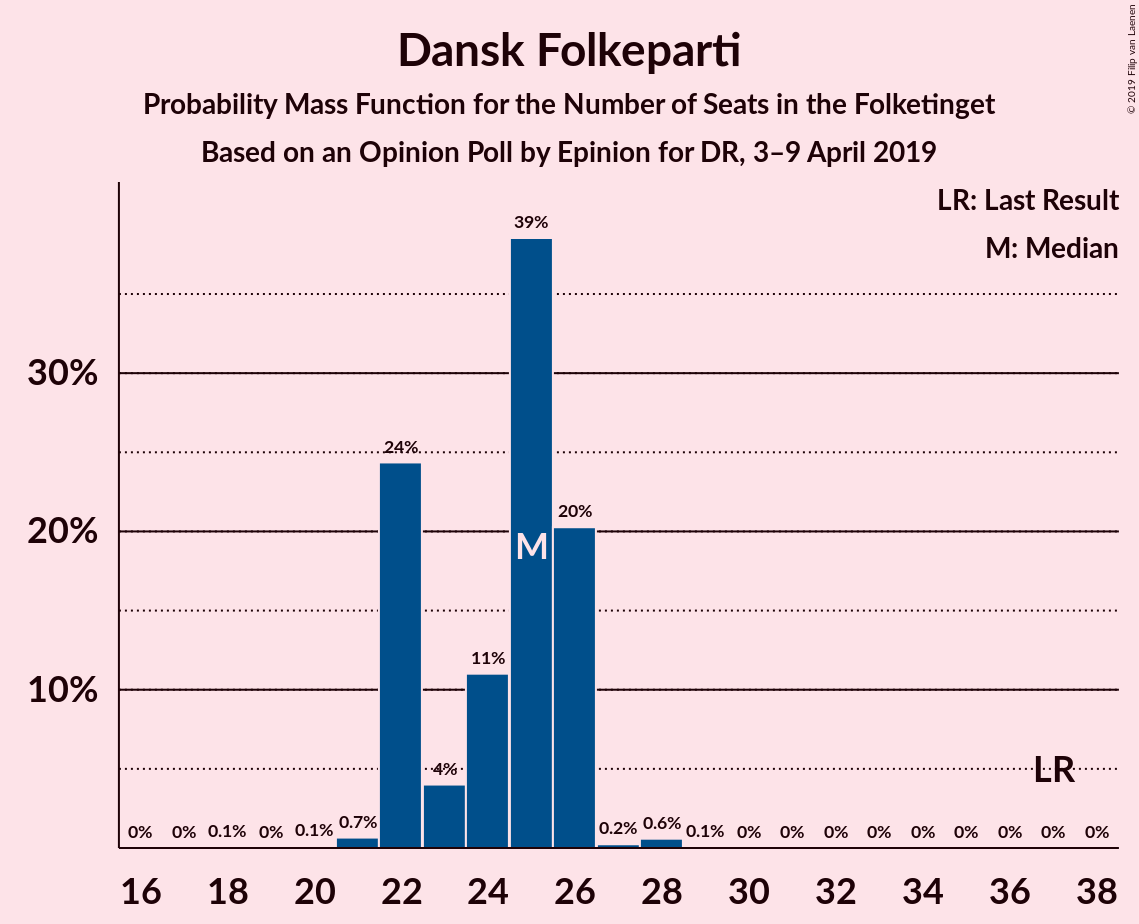 Dansk Folkeparti
Probability Mass Function for the Number of Seats in the Folketinget
Based on an Opinion Poll by Epinion for DR, 3–9 April 2019
© 2019 Filip van Laenen
LR: Last Result
M: Median
39%
30%
24%
20%
20%
M
11%
10%
4%
LR
0% 0% 0.1% 0% 0.1% 0.7% 0.2% 0.6% 0.1% 0% 0% 0% 0% 0% 0% 0% 0% 0%
16 18 20 22 24 26 28 30 32 34 36 38